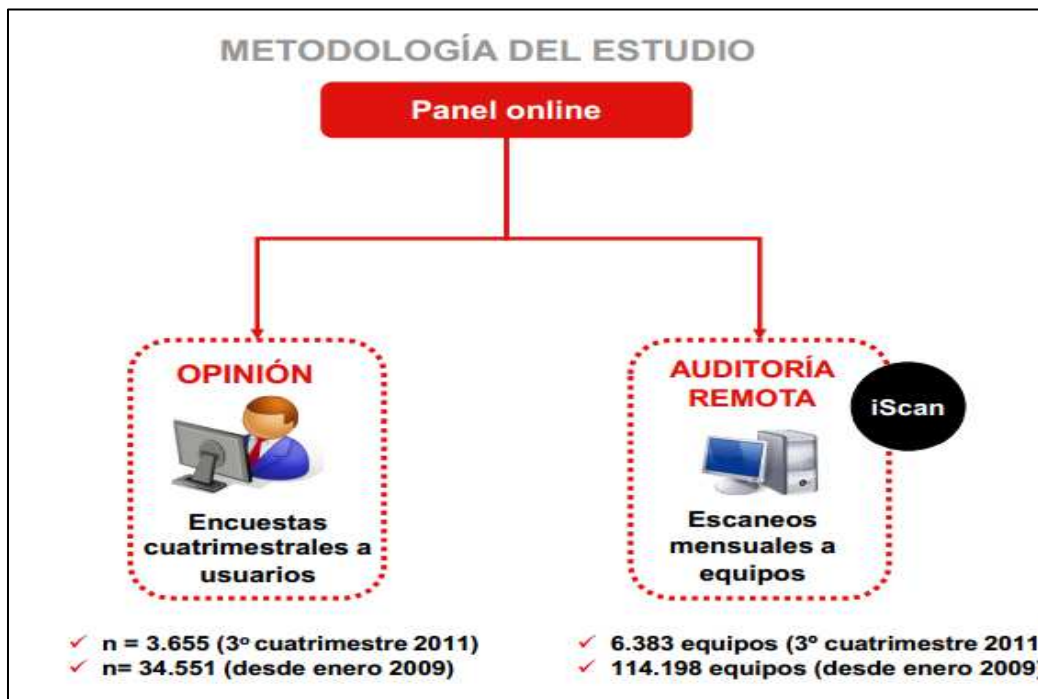 METODOLOGÍA DEL ESTUDIO
Panel online
OPINIÓN
Encuestas
cuatrimestrales a
usuarios
AUDITORÍA
REMOTA
iScan
Escaneos
mensuales a
equipos
✓ n = 3.655 (3º cuatrimestre 2011)
✓ n= 34.551 (desde enero 2009)
✓ 6.383 equipos (3º cuatrimestre 2011
✓ 114.198 equipos (desde enero 2009)